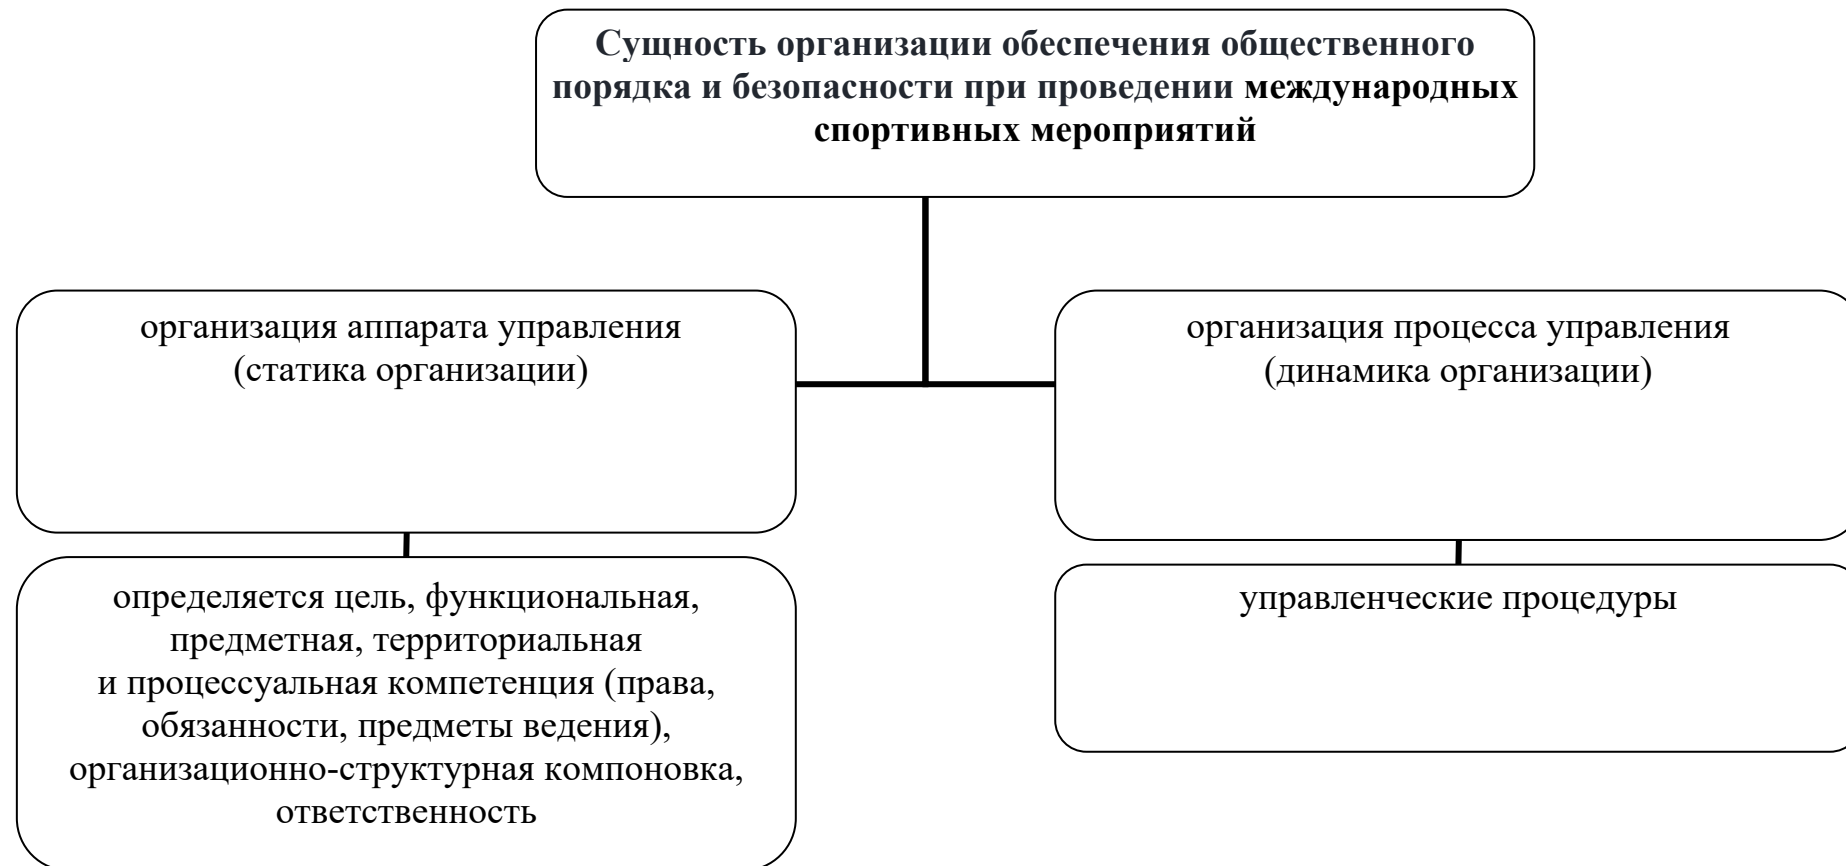 Сущность организации обеспечения общественного
порядка и безопасности при проведении международных
спортивных мероприятий
организация аппарата управления
(статика организации)
организация процесса управления
(динамика организации)
определяется цель, функциональная,
предметная, территориальная
и процессуальная компетенция (права,
обязанности, предметы ведения),
организационно-структурная компоновка,
ответственность
управленческие процедуры